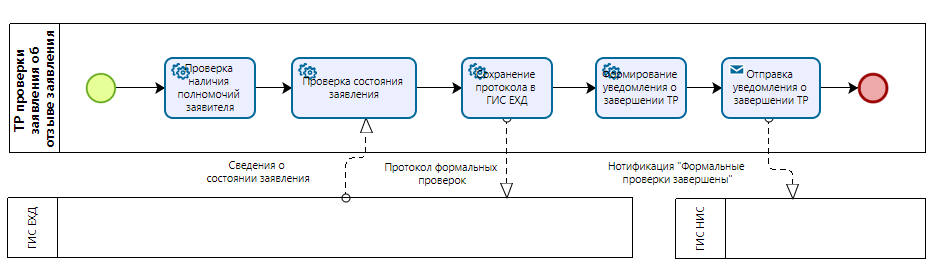 ТР проверки
заявления об
отзыве заявления
Проверка
наличия
полномочий
заявителя
Проверка состояния
заявления
Сохранение
протокола в
ГИС ЕХД
Формирование
уведомления о
завершении ТР
Отправка
уведомления о
завершении ТР
Сведения о
состоянии заявления
Протокол формальных
проверок
Нотификация "Формальные
проверки завершены"
ГИС ЕХД
ГИС НИС